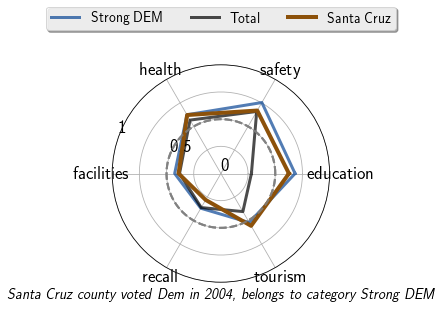 Strong DEM Total Santa Cruz
health safety
1
0.5
0
facilities education
recall tourism
Santa Cruz county voted Dem in 2004, belongs to category Strong DEM